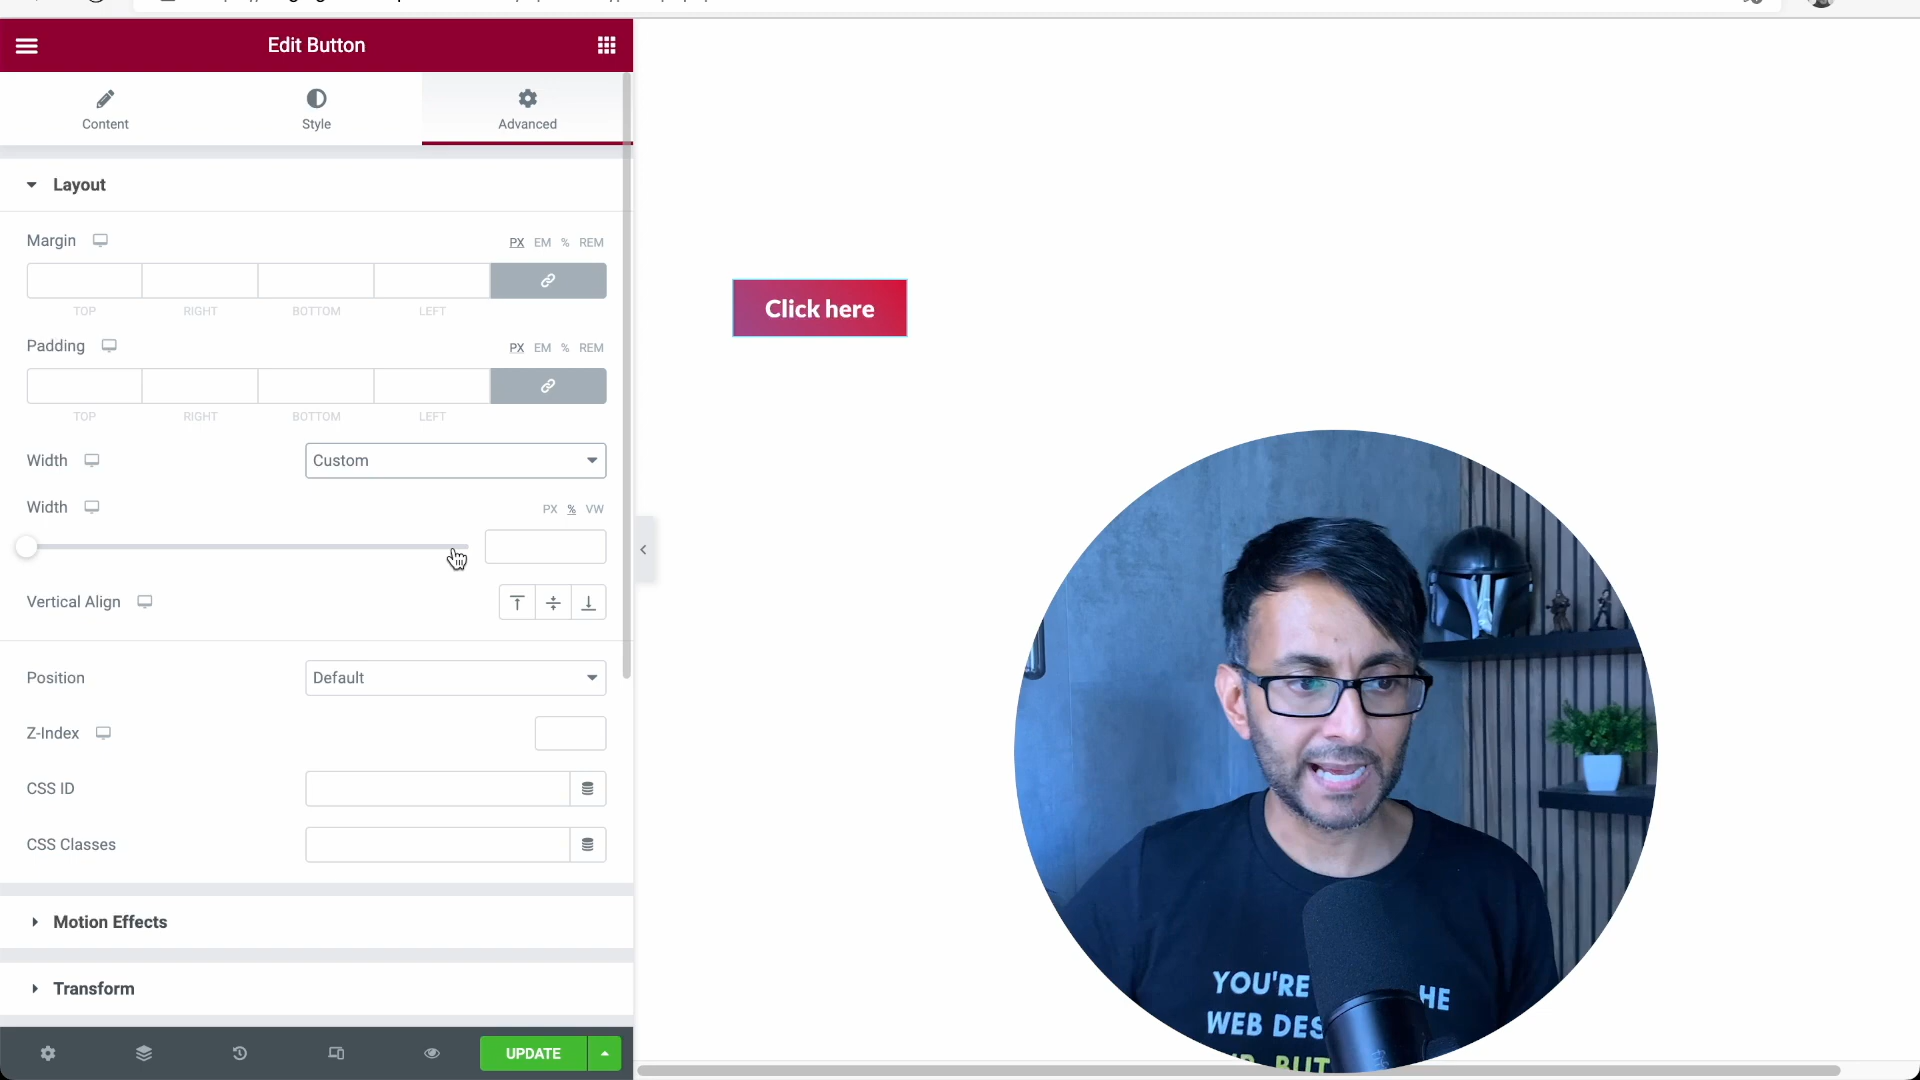 Edit Button
Content
Style
Advanced
Layout
Margin
PX EM % REM
TOP RIGHT BOTTOM LEFT
Padding
PX EM % REM
TOP RIGHT BOTTOM LEFT
Width
Custom
Width
PX % VW
Vertical Align
Position
Default
Z-Index
CSS ID
CSS Classes
Motion Effects
Transform
UPDATE
Click here
YOU'RE HE
WEB DES
BUT